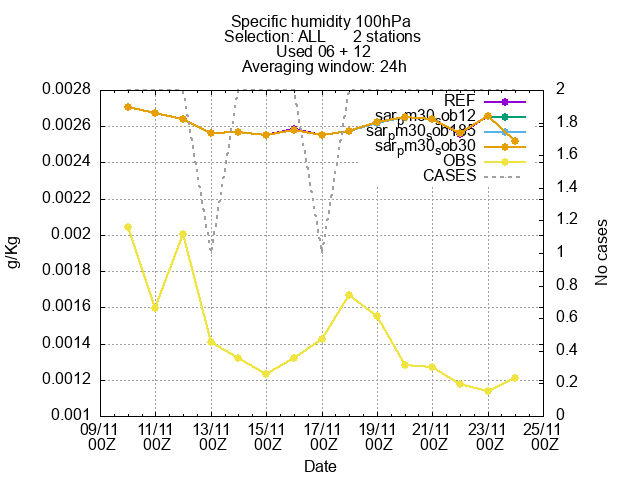 Specific humidity 100hPa
Selection: ALL 2 stations
Used 06 + 12
Averaging window: 24h
0.0028
0.0026
0.0024
0.0022
0.002
0.0018
0.0016
0.0014
0.0012
0.001
g/Kg
REF
sarpm30sob12
sarpm30sob185
sarpm30sob30
OBS
CASES
2
1.8
1.6
1.4
1.2
1
0.8
0.6
0.4
0.2
0
No cases
09/11 11/11 13/11 15/11 17/11 19/11 21/11 23/11 25/11
00Z 00Z 00Z 00Z 00Z 00Z 00Z 00Z 00Z
Date